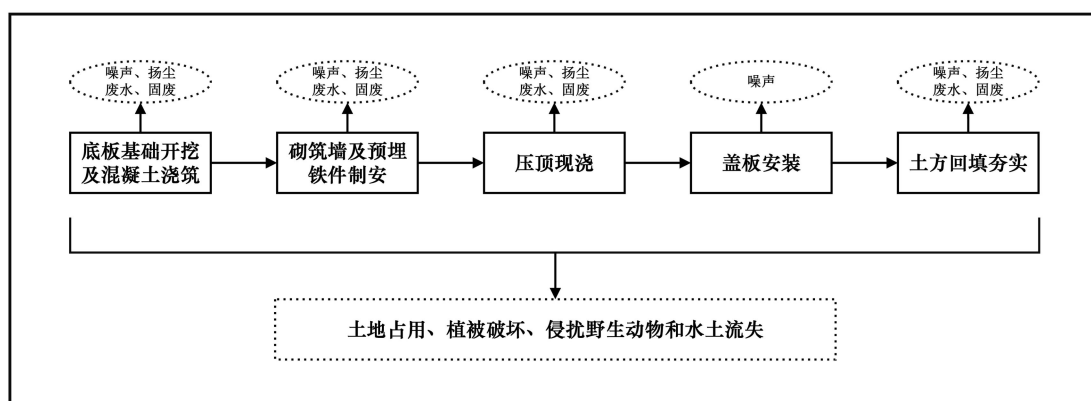 噪声、扬尘
废水、固废
噪声、扬尘
废水、固废
噪声、扬尘
废水、固废
噪声
噪声、扬尘
废水、固废
底板基础开挖
及混凝土浇筑
砌筑墙及预埋
铁件制安
压顶现浇
盖板安装
土方回填夯实
土地占用、植被破坏、侵扰野生动物和水土流失